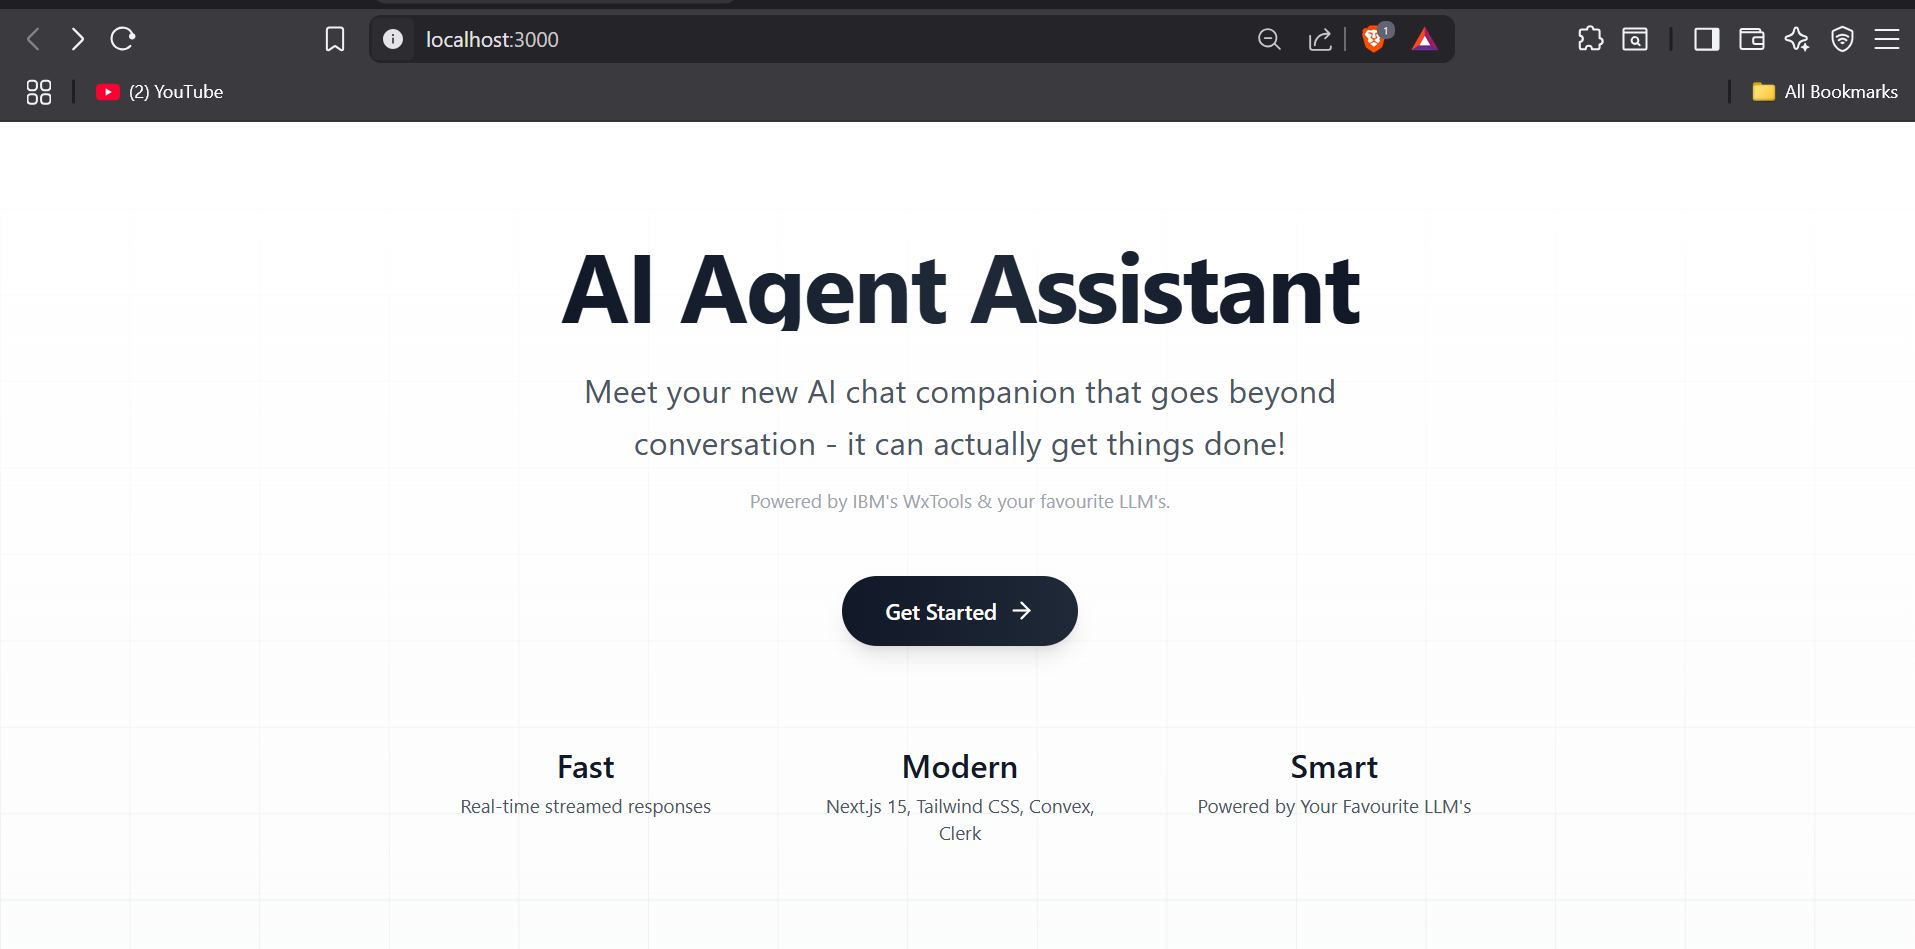 localhost:3000
1
(2) YouTube
All Bookmarks
AI Agent Assistant
Meet your new AI chat companion that goes beyond
conversation - it can actually get things done!
Powered by IBM's WxTools & your favourite LLM's.
Get Started →
Fast
Real-time streamed responses
Modern
Next.js 15, Tailwind CSS, Convex,
Clerk
Smart
Powered by Your Favourite LLM's